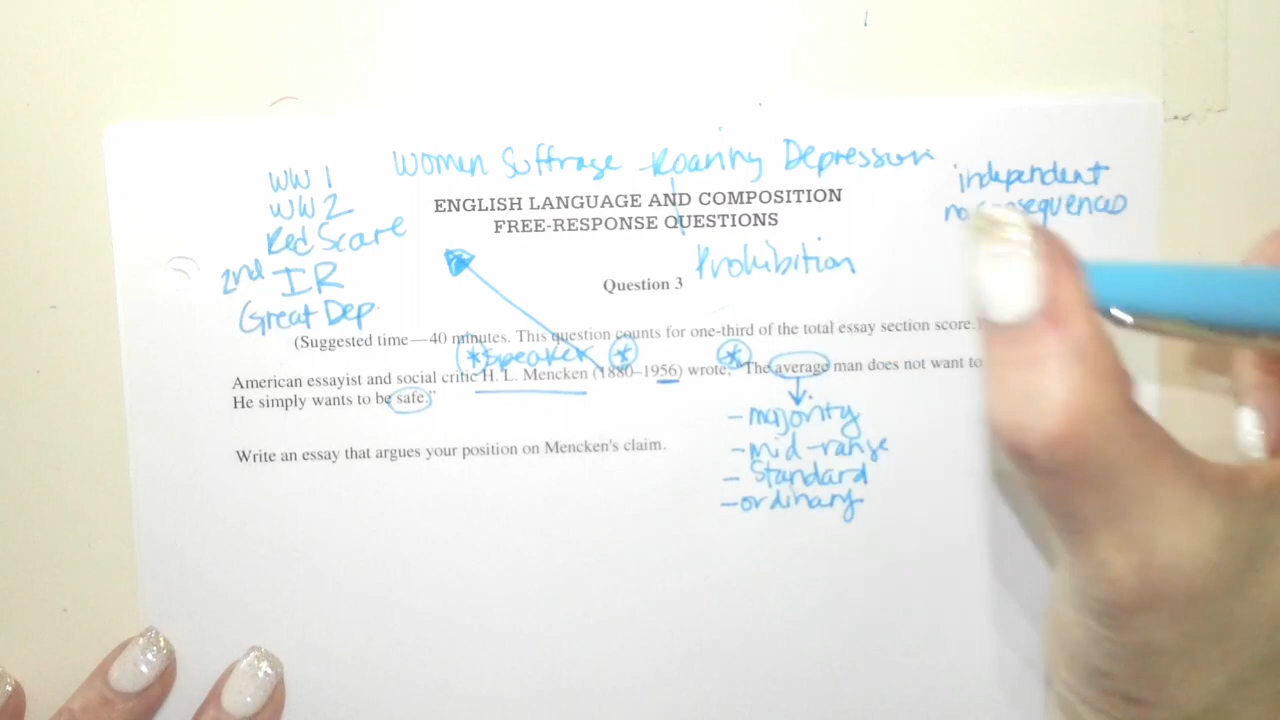 Women Suffrage Roaring Depression
WW 1
WW 2
Red Scare
2nd IR
Great Dep.
independent
no consequences
ENGLISH LANGUAGE AND COMPOSITION
FREE-RESPONSE QUESTIONS
Prohibition
Question 3
(Suggested time—40 minutes. This question counts for one-third of the total essay section score.)
*Speaker * *
American essayist and social critic H. L. Mencken (1880–1956) wrote, “The average man does not want to
He simply wants to be safe.”
- majority
- mid-range
- Standard
- ordinary
Write an essay that argues your position on Mencken's claim.